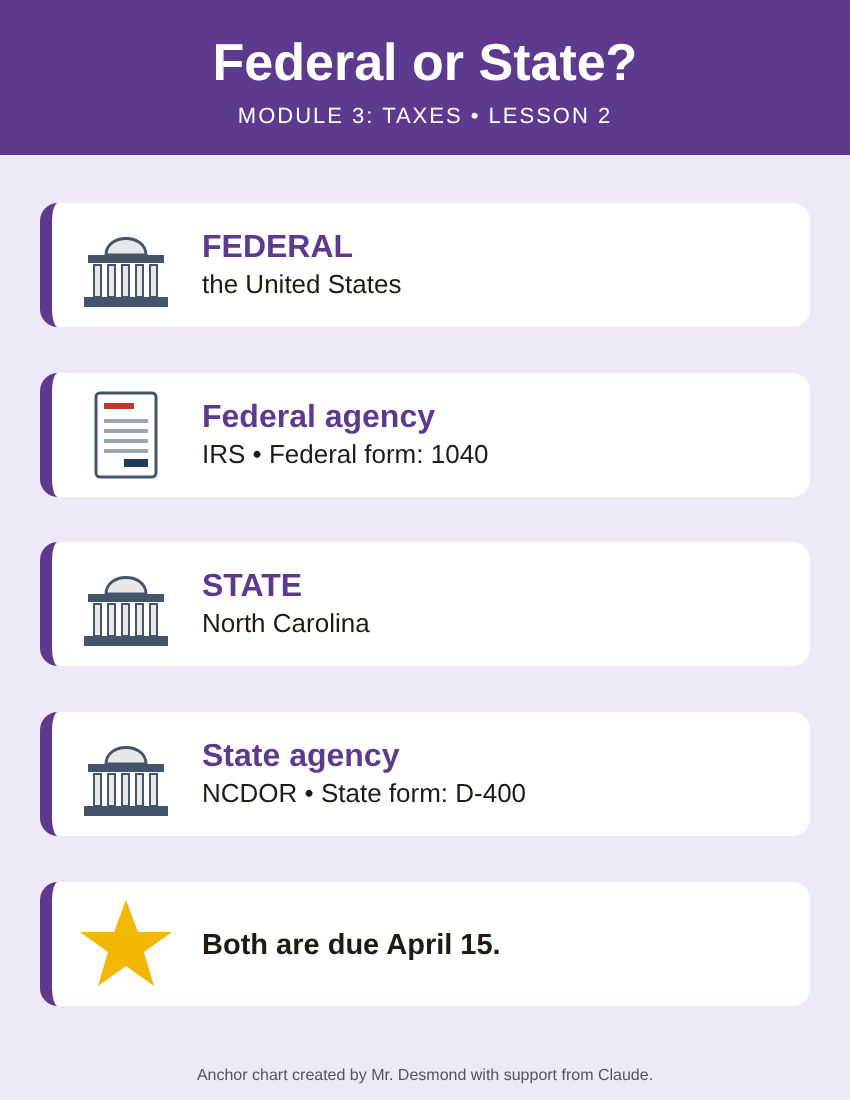 Federal or State?
MODULE 3: TAXES • LESSON 2
FEDERAL
the United States
Federal agency
IRS • Federal form: 1040
STATE
North Carolina
State agency
NCDOR • State form: D-400
Both are due April 15.
Anchor chart created by Mr. Desmond with support from Claude.